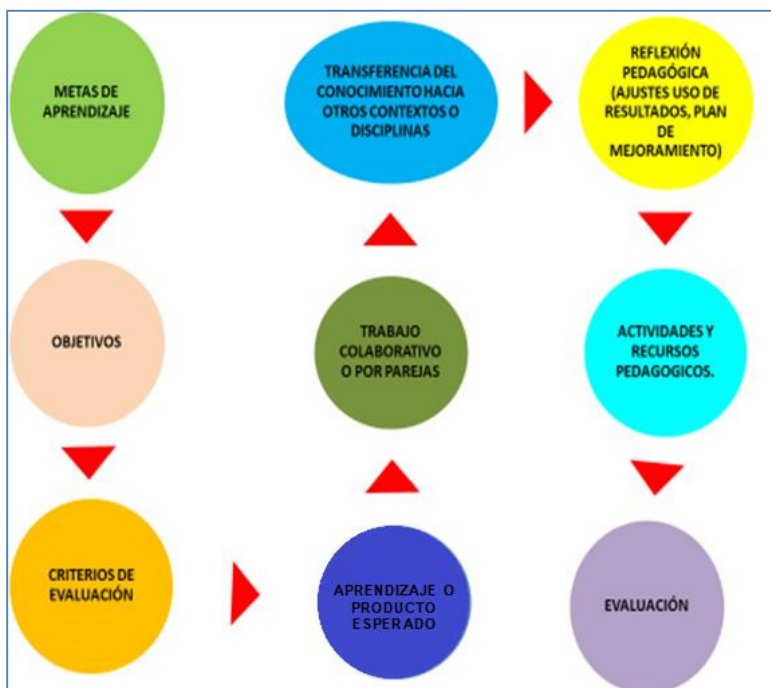 METAS DE
APRENDIZAJE
OBJETIVOS
CRITERIOS DE
EVALUACIÓN
APRENDIZAJE O
PRODUCTO
ESPERADO
TRABAJO
COLABORATIVO
O POR PAREJAS
TRANSFERENCIA DEL
CONOCIMIENTO HACIA
OTROS CONTEXTOS O
DISCIPLINAS
REFLEXIÓN
PEDAGÓGICA
(AJUSTES USO DE
RESULTADOS, PLAN
DE
MEJORAMIENTO)
ACTIVIDADES Y
RECURSOS
PEDAGOGICOS.
EVALUACIÓN